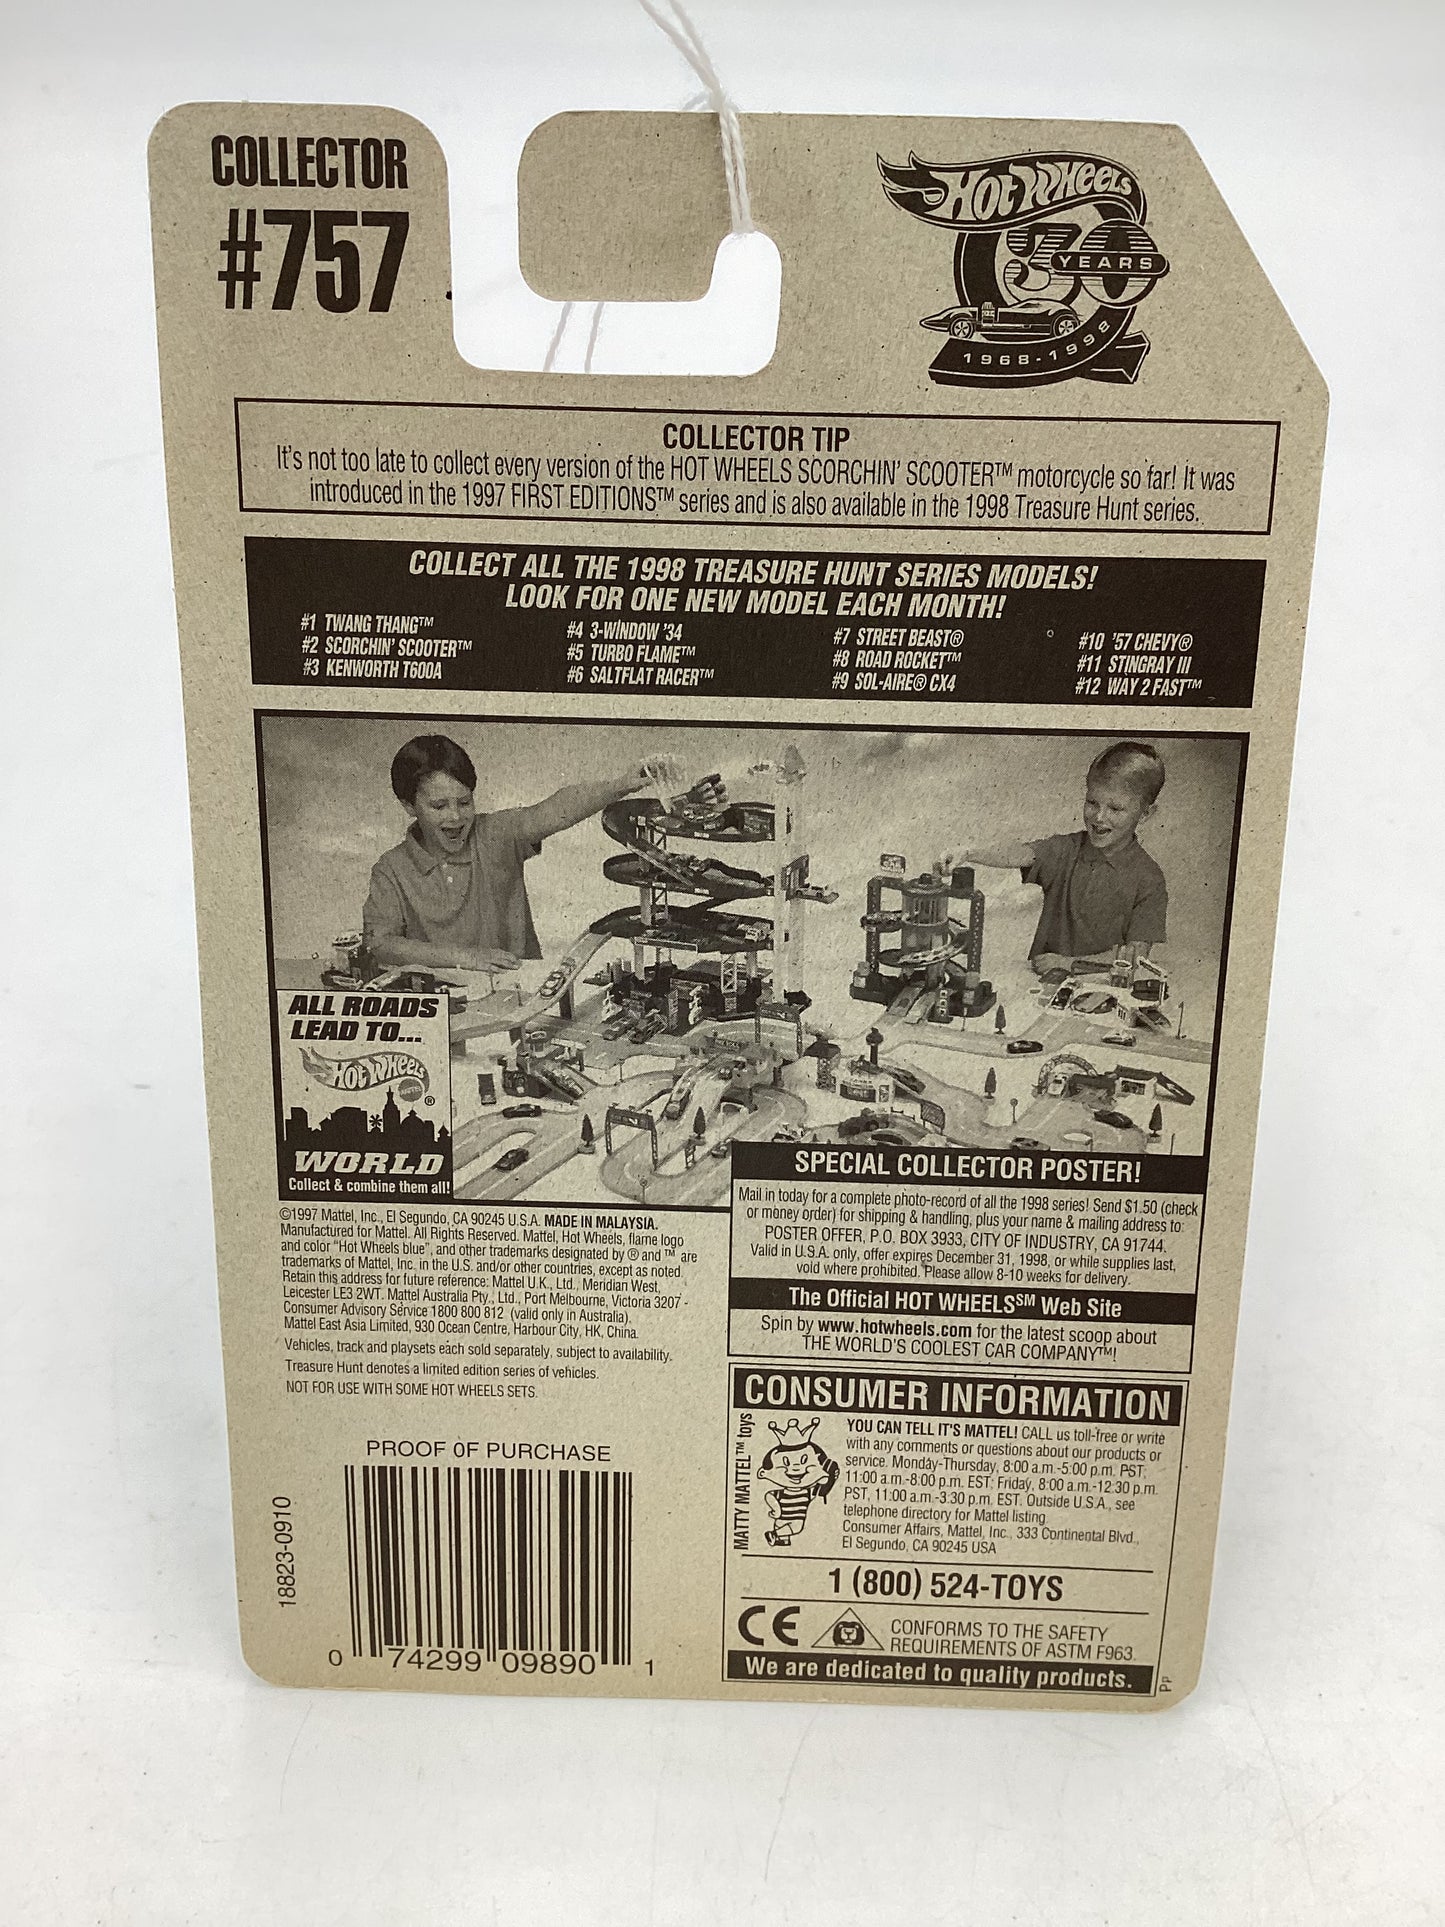 COLLECTOR
#757
Hot Wheels
30
YEARS
1968-1998
COLLECTOR TIP
It's not too late to collect every version of the HOT WHEELS SCORCHIN' SCOOTER™ motorcycle so far! It was
introduced in the 1997 FIRST EDITIONS™ series and is also available in the 1998 Treasure Hunt series.
COLLECT ALL THE 1998 TREASURE HUNT SERIES MODELS!
LOOK FOR ONE NEW MODEL EACH MONTH!
#1 TWANG THANG™
#2 SCORCHIN' SCOOTER™
#3 KENWORTH T600A
#4 3-WINDOW '34
#5 TURBO FLAME™
#6 SALTFLAT RACER™
#7 STREET BEAST®
#8 ROAD ROCKET™
#9 SOL-AIRE® CX4
#10 '57 CHEVY®
#11 STINGRAY III
#12 WAY 2 FAST™
ALL ROADS
LEAD TO...
Hot Wheels
®
WORLD
Collect & combine them all!
©1997 Mattel, Inc., El Segundo, CA 90245 U.S.A. MADE IN MALAYSIA.
Manufactured for Mattel. All Rights Reserved. Mattel, Hot Wheels, flame logo
and color "Hot Wheels blue", and other trademarks designated by ® and ™ are
trademarks of Mattel, Inc. in the U.S. and/or other countries, except as noted.
Retain this address for future reference: Mattel U.K., Ltd., Meridian West,
Leicester LE3 2WT. Mattel Australia Pty., Ltd., Port Melbourne, Victoria 3207 -
Consumer Advisory Service 1800 800 812 (valid only in Australia).
Mattel East Asia Limited, 930 Ocean Centre, Harbour City, HK, China.
Vehicles, track and playsets each sold separately, subject to availability.
Treasure Hunt denotes a limited edition series of vehicles.
NOT FOR USE WITH SOME HOT WHEELS SETS.
SPECIAL COLLECTOR POSTER!
Mail in today for a complete photo-record of all the 1998 series! Send $1.50 (check
or money order) for shipping & handling, plus your name & mailing address to:
POSTER OFFER, P.O. BOX 3933, CITY OF INDUSTRY, CA 91744.
Valid in U.S.A. only, offer expires December 31, 1998, or while supplies last,
void where prohibited. Please allow 8-10 weeks for delivery.
The Official HOT WHEELS℠ Web Site
Spin by www.hotwheels.com for the latest scoop about
THE WORLD'S COOLEST CAR COMPANY™!
CONSUMER INFORMATION
MATTY MATTEL™ toys
YOU CAN TELL IT'S MATTEL! CALL us toll-free or write
with any comments or questions about our products or
service. Monday-Thursday, 8:00 a.m.-5:00 p.m. PST;
11:00 a.m.-8:00 p.m. EST; Friday, 8:00 a.m.-12:30 p.m.
PST, 11:00 a.m.-3:30 p.m. EST. Outside U.S.A., see
telephone directory for Mattel listing.
Consumer Affairs, Mattel, Inc., 333 Continental Blvd.,
El Segundo, CA 90245 USA
1 (800) 524-TOYS
CE
CONFORMS TO THE SAFETY
REQUIREMENTS OF ASTM F963.
We are dedicated to quality products.
PP
PROOF OF PURCHASE
18823-0910
0 74299 09890 1